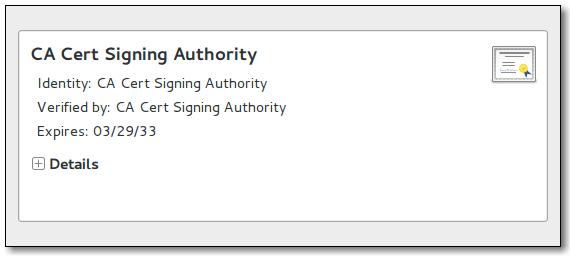 CA Cert Signing Authority
Identity: CA Cert Signing Authority
Verified by: CA Cert Signing Authority
Expires: 03/29/33
Details